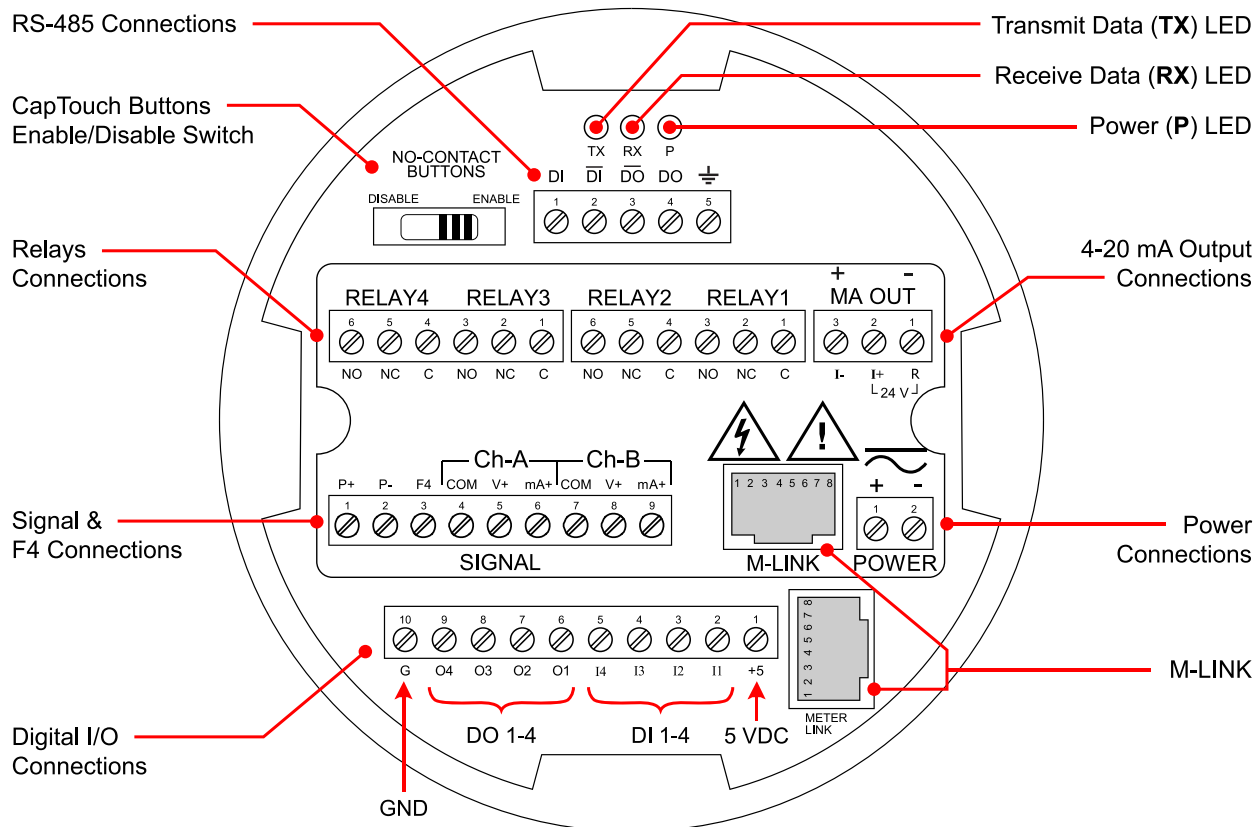 RS-485 Connections
Transmit Data (TX) LED
Receive Data (RX) LED
CapTouch Buttons
Enable/Disable Switch
Power (P) LED
TX RX P
NO-CONTACT
BUTTONS
DI D̅I̅ D̅O̅ DO
DISABLE ENABLE
1 2 3 4 5
Relays
Connections
4-20 mA Output
Connections
+ -
RELAY4 RELAY3 RELAY2 RELAY1 MA OUT
6 5 4 3 2 1 6 5 4 3 2 1 3 2 1
NO NC C NO NC C NO NC C NO NC C I- I+ R
24 V
Ch-A Ch-B
P+ P- F4 COM V+ mA+ COM V+ mA+
1 2 3 4 5 6 7 8 9
1 2 3 4 5 6 7 8
+ -
1 2
Signal &
F4 Connections
Power
Connections
SIGNAL M-LINK POWER
10 9 8 7 6 5 4 3 2 1
G O4 O3 O2 O1 I4 I3 I2 I1 +5
1 2 3 4 5 6 7 8
M-LINK
METER
LINK
DO 1-4 DI 1-4 5 VDC
Digital I/O
Connections
GND